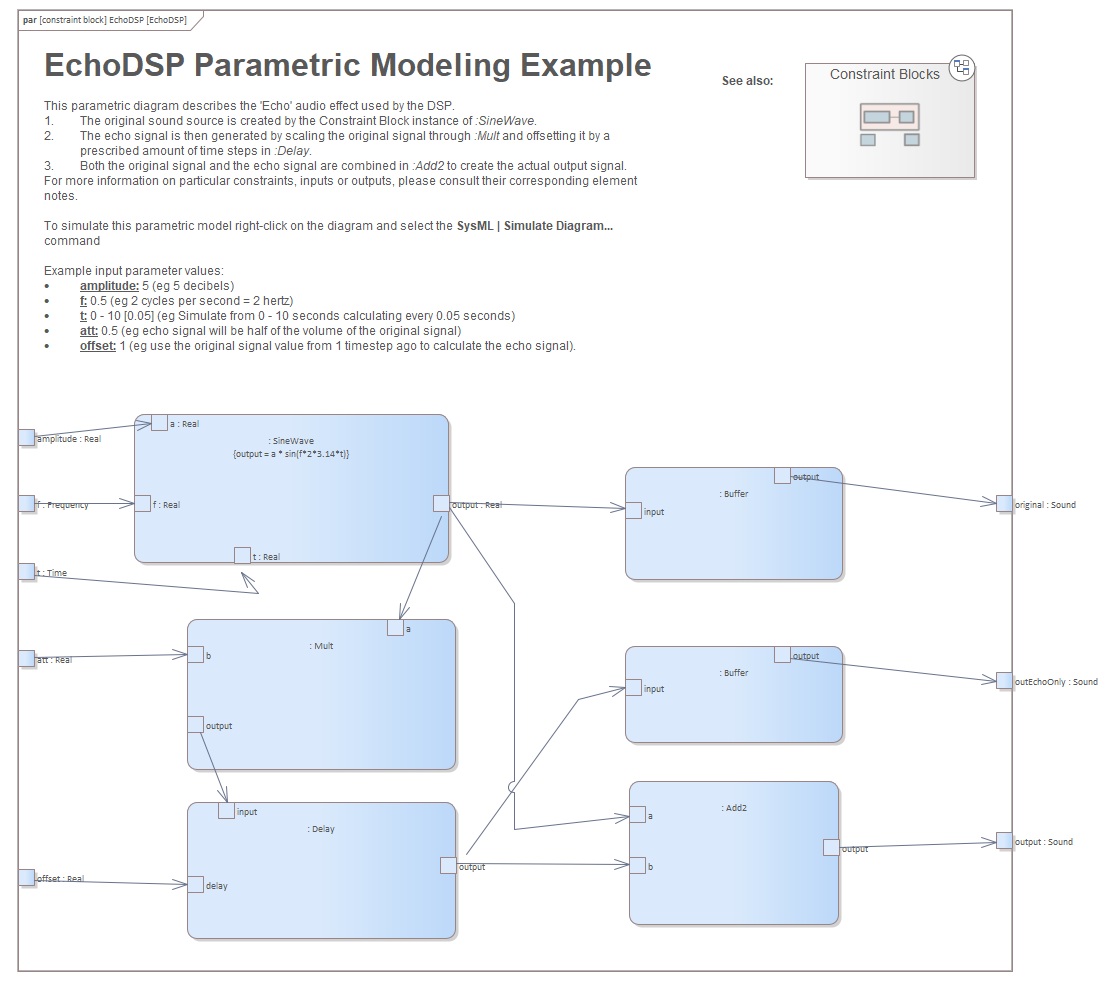 par [constraint block] EchoDSP [EchoDSP]
EchoDSP Parametric Modeling Example
See also:
Constraint Blocks
This parametric diagram describes the 'Echo' audio effect used by the DSP.
1. The original sound source is created by the Constraint Block instance of :SineWave.
2. The echo signal is then generated by scaling the original signal through :Mult and offsetting it by a
prescribed amount of time steps in :Delay.
3. Both the original signal and the echo signal are combined in :Add2 to create the actual output signal.
For more information on particular constraints, inputs or outputs, please consult their corresponding element
notes.
To simulate this parametric model right-click on the diagram and select the SysML | Simulate Diagram...
command
Example input parameter values:
• amplitude: 5 (eg 5 decibels)
• f: 0.5 (eg 2 cycles per second = 2 hertz)
• t: 0 - 10 [0.05] (eg Simulate from 0 - 10 seconds calculating every 0.05 seconds)
• att: 0.5 (eg echo signal will be half of the volume of the original signal)
• offset: 1 (eg use the original signal value from 1 timestep ago to calculate the echo signal).
amplitude : Real
a : Real
: SineWave
{output = a * sin(f*2*3.14*t)}
f : Frequency
f : Real
output : Real
t : Real
t : Time
: Buffer
output
input
original : Sound
att : Real
: Mult
a
b
output
: Buffer
output
input
outEchoOnly : Sound
: Delay
input
output
delay
offset : Real
: Add2
a
b
output
output : Sound